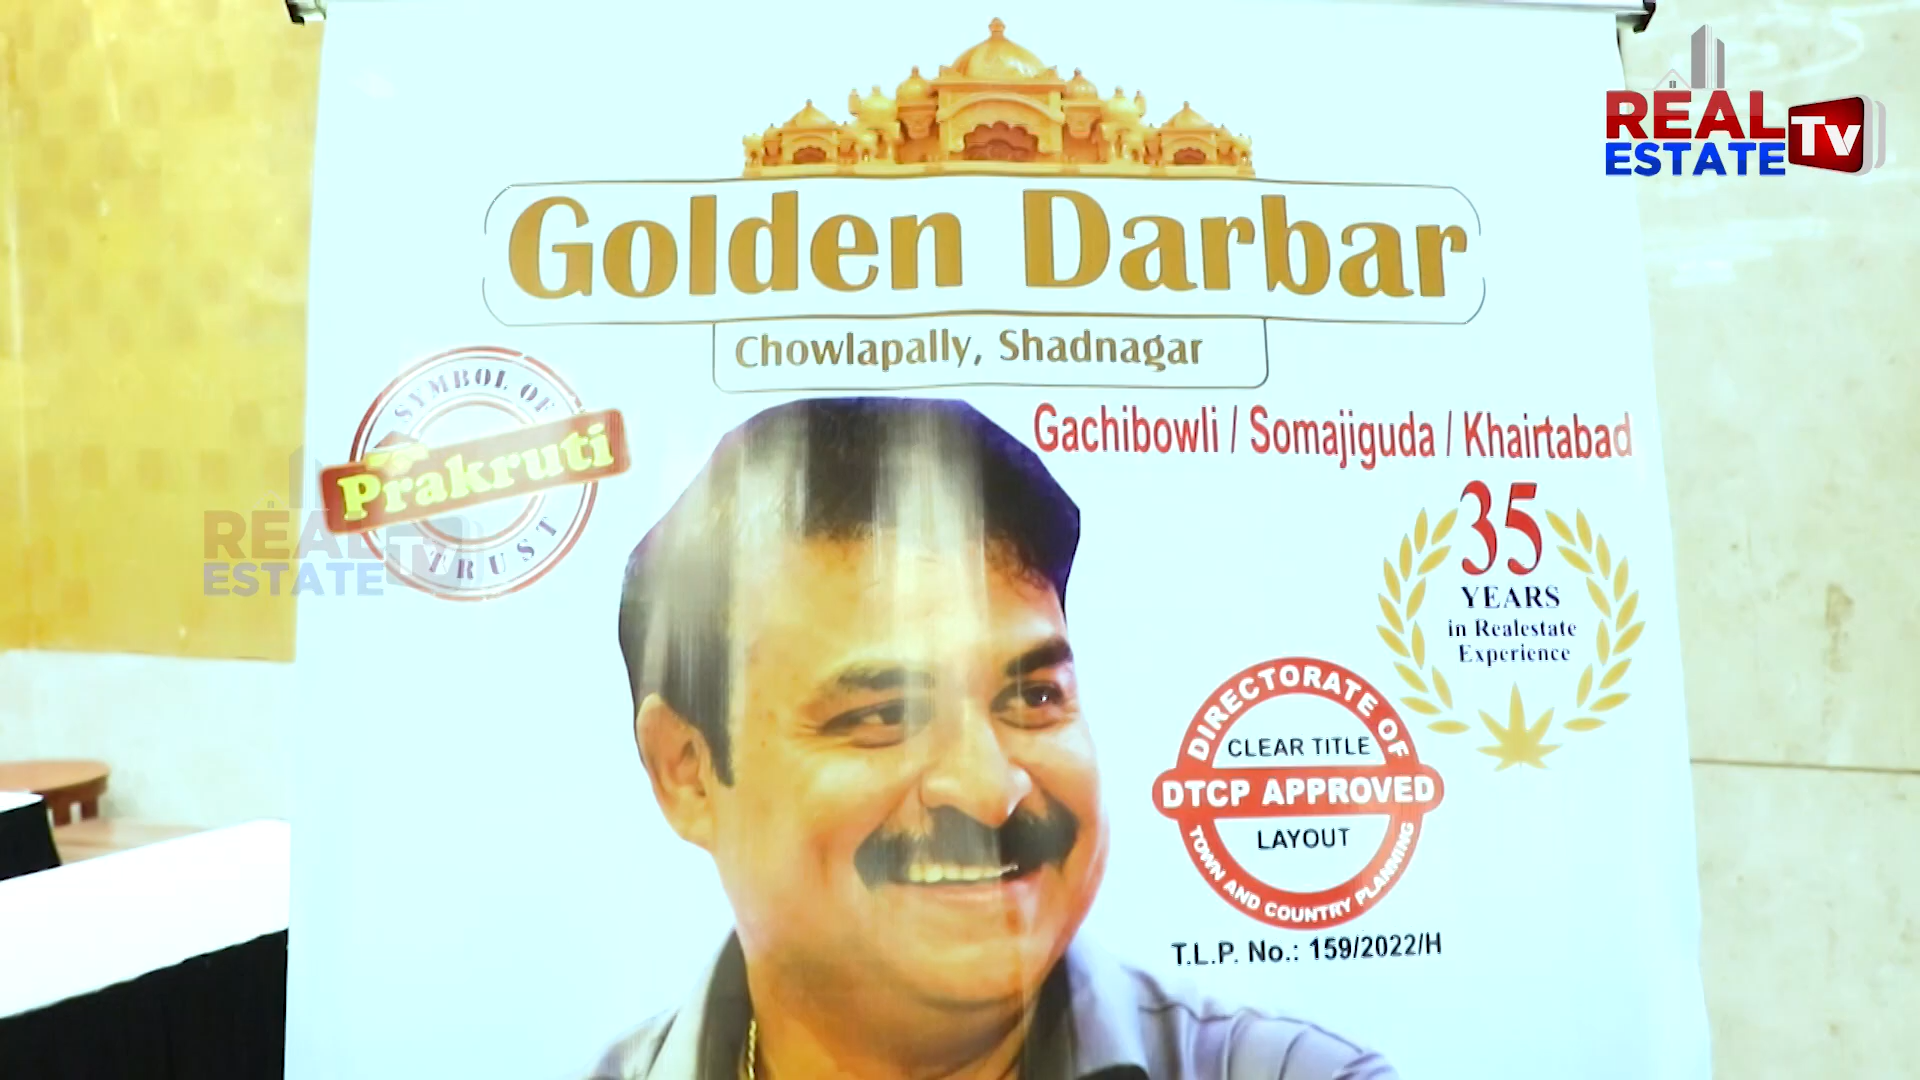 REAL
ESTATE TV
Golden Darbar
Chowlapally, Shadnagar
Gachibowli / Somajiguda / Khairtabad
SYMBOL OF
Prakruti
TRUST
REAL
ESTATE TV
35
YEARS
in Realestate
Experience
DIRECTORATE OF
CLEAR TITLE
DTCP APPROVED
LAYOUT
TOWN AND COUNTRY PLANNING
T.L.P. No.: 159/2022/H